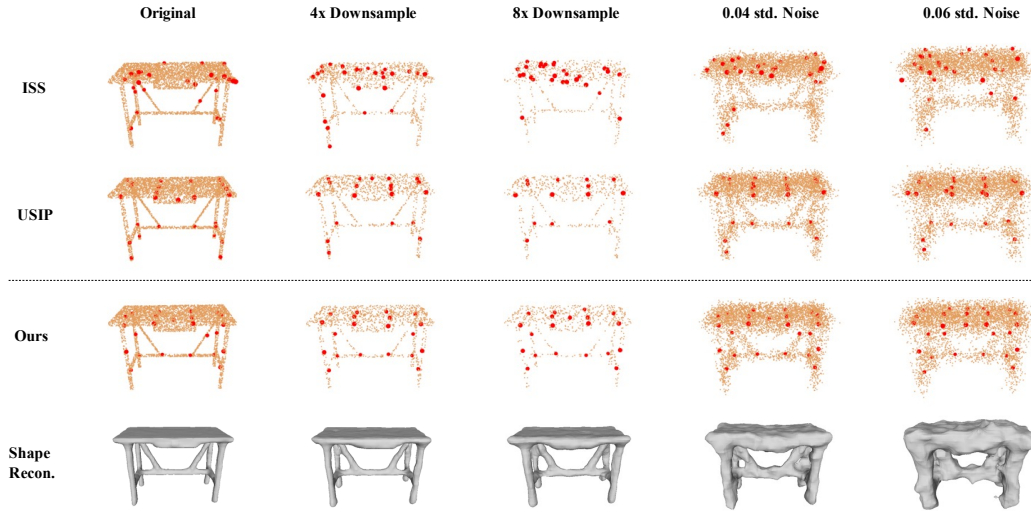 Original 4x Downsample 8x Downsample 0.04 std. Noise 0.06 std. Noise
ISS
USIP
Ours
Shape
Recon.